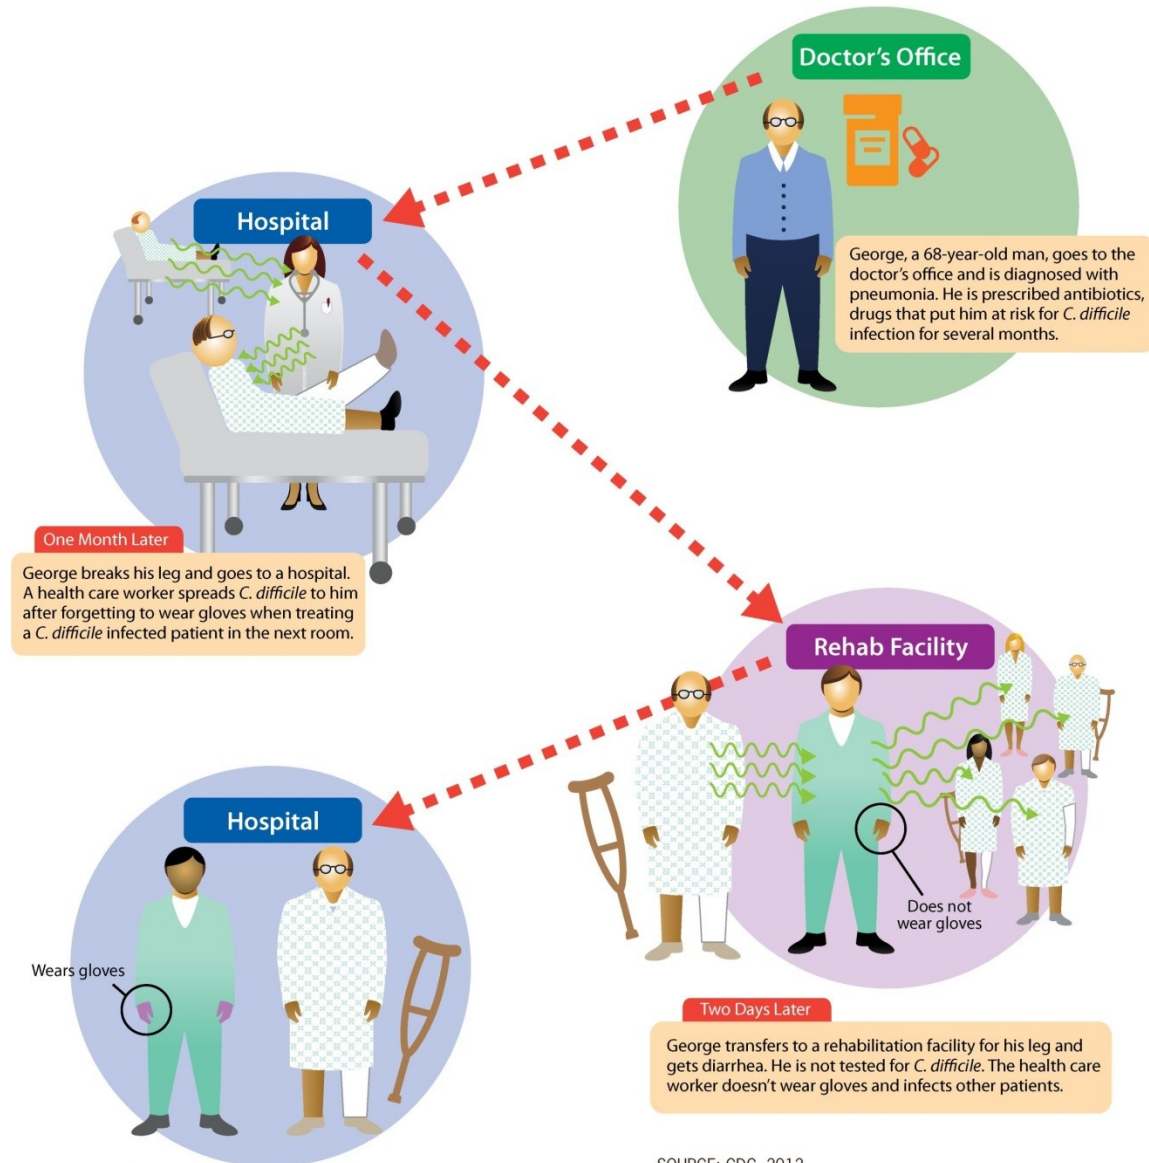 Doctor's Office
George, a 68-year-old man, goes to the
doctor's office and is diagnosed with
pneumonia. He is prescribed antibiotics,
drugs that put him at risk for C. difficile
infection for several months.
Hospital
One Month Later
George breaks his leg and goes to a hospital.
A health care worker spreads C. difficile to him
after forgetting to wear gloves when treating
a C. difficile infected patient in the next room.
Rehab Facility
Does not
wear gloves
Two Days Later
George transfers to a rehabilitation facility for his leg and
gets diarrhea. He is not tested for C. difficile. The health care
worker doesn't wear gloves and infects other patients.
Hospital
Wears gloves
SOURCE: CDC, 2012